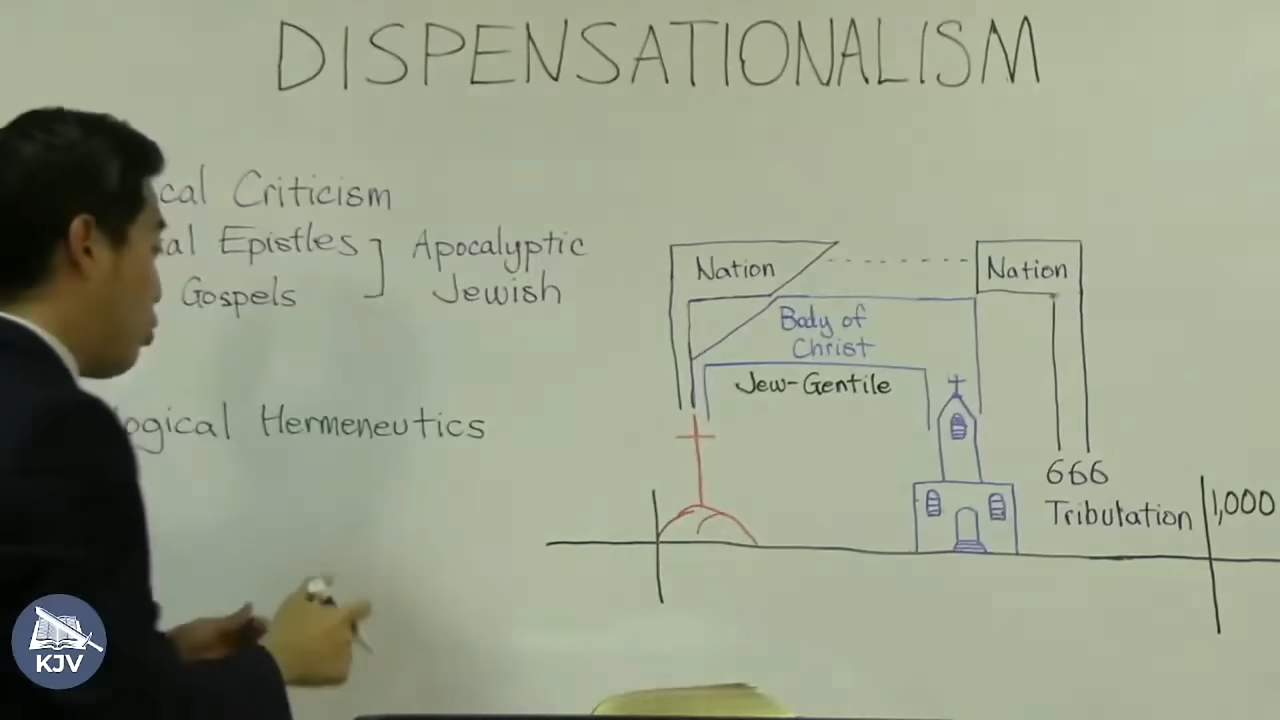 DISPENSATIONALISM
cal Criticism
al Epistles ] Apocalyptic
Gospels Jewish
ogical Hermeneutics
Nation
Nation
Body of
Christ
Jew-Gentile
666
Tributation
1,000
KJV